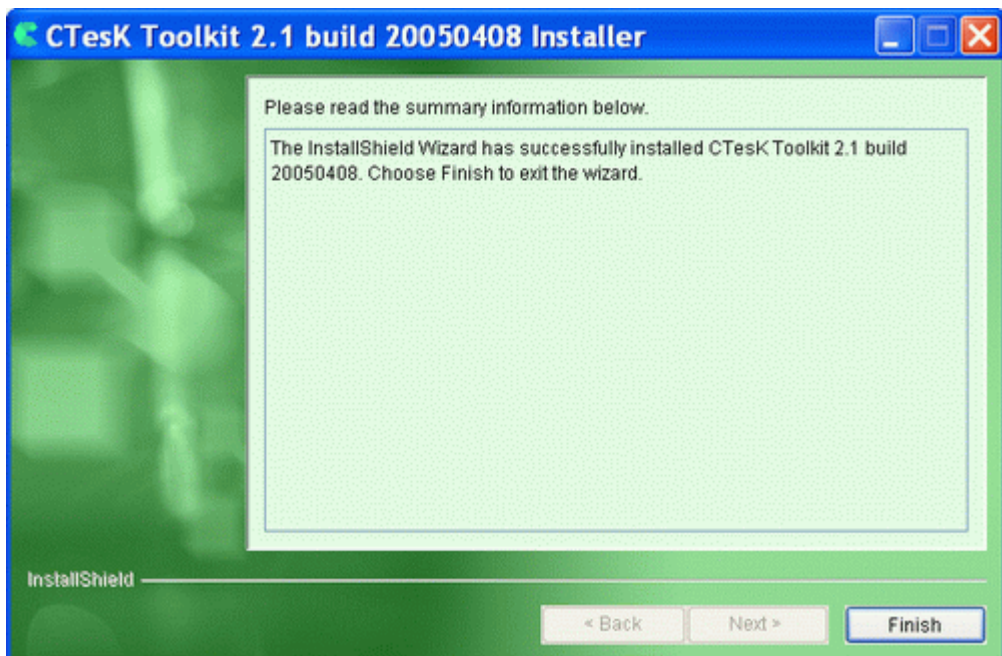 CTesK Toolkit 2.1 build 20050408 Installer
Please read the summary information below.
The InstallShield Wizard has successfully installed CTesK Toolkit 2.1 build
20050408. Choose Finish to exit the wizard.
InstallShield
< Back
Next >
Finish